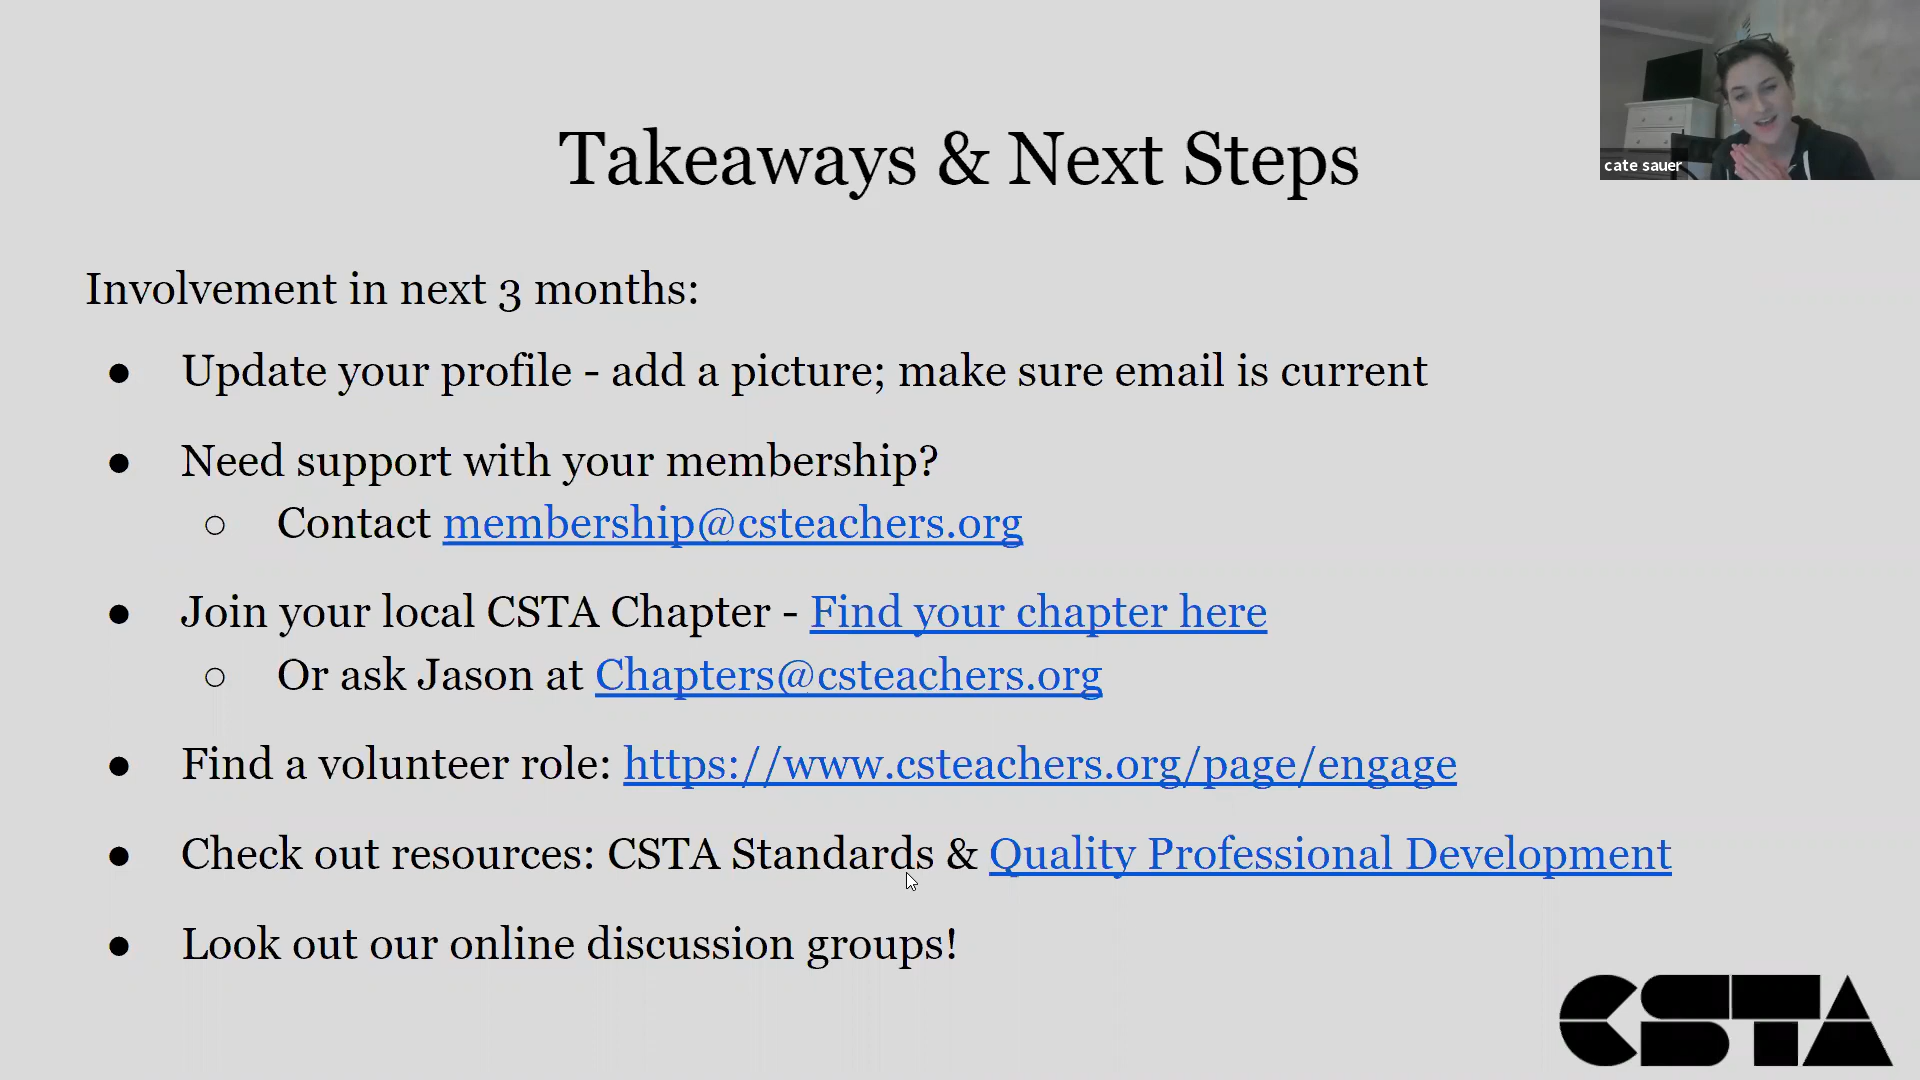 cate sauer
Takeaways & Next Steps
Involvement in next 3 months:
● Update your profile - add a picture; make sure email is current
● Need support with your membership?
○ Contact membership@csteachers.org
● Join your local CSTA Chapter - Find your chapter here
○ Or ask Jason at Chapters@csteachers.org
● Find a volunteer role: https://www.csteachers.org/page/engage
● Check out resources: CSTA Standards & Quality Professional Development
● Look out our online discussion groups!
CSTA